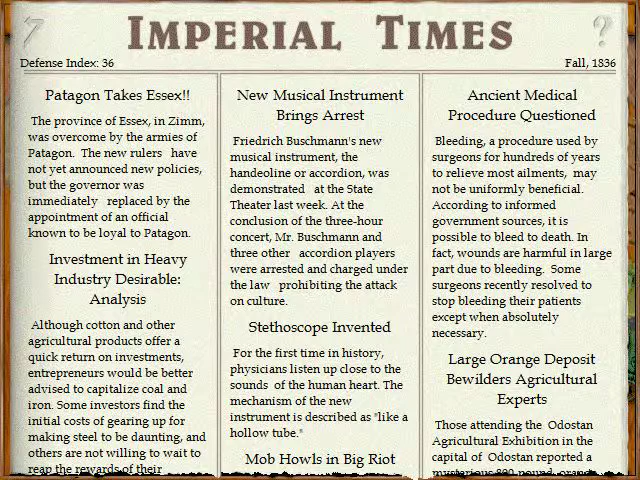 7
IMPERIAL TIMES
?
Defense Index: 36
Fall, 1836
Patagon Takes Essex!!
The province of Essex, in Zimm,
was overcome by the armies of
Patagon. The new rulers have
not yet announced new policies,
but the governor was
immediately replaced by the
appointment of an official
known to be loyal to Patagon.
Investment in Heavy
Industry Desirable:
Analysis
Although cotton and other
agricultural products offer a
quick return on investments,
entrepreneurs would be better
advised to capitalize coal and
iron. Some investors find the
initial costs of gearing up for
making steel to be daunting, and
others are not willing to wait to
reap the rewards of their
New Musical Instrument
Brings Arrest
Friedrich Buschmann's new
musical instrument, the
handeoline or accordion, was
demonstrated at the State
Theater last week. At the
conclusion of the three-hour
concert, Mr. Buschmann and
three other accordion players
were arrested and charged under
the law prohibiting the attack
on culture.
Stethoscope Invented
For the first time in history,
physicians listen up close to the
sounds of the human heart. The
mechanism of the new
instrument is described as "like a
hollow tube."
Mob Howls in Big Riot
Ancient Medical
Procedure Questioned
Bleeding, a procedure used by
surgeons for hundreds of years
to relieve most ailments, may
not be uniformly beneficial.
According to informed
government sources, it is
possible to bleed to death. In
fact, wounds are harmful in large
part due to bleeding. Some
surgeons recently resolved to
stop bleeding their patients
except when absolutely
necessary.
Large Orange Deposit
Bewilders Agricultural
Experts
Those attending the Odostan
Agricultural Exhibition in the
capital of Odostan reported a
mysterious 800 pound orange